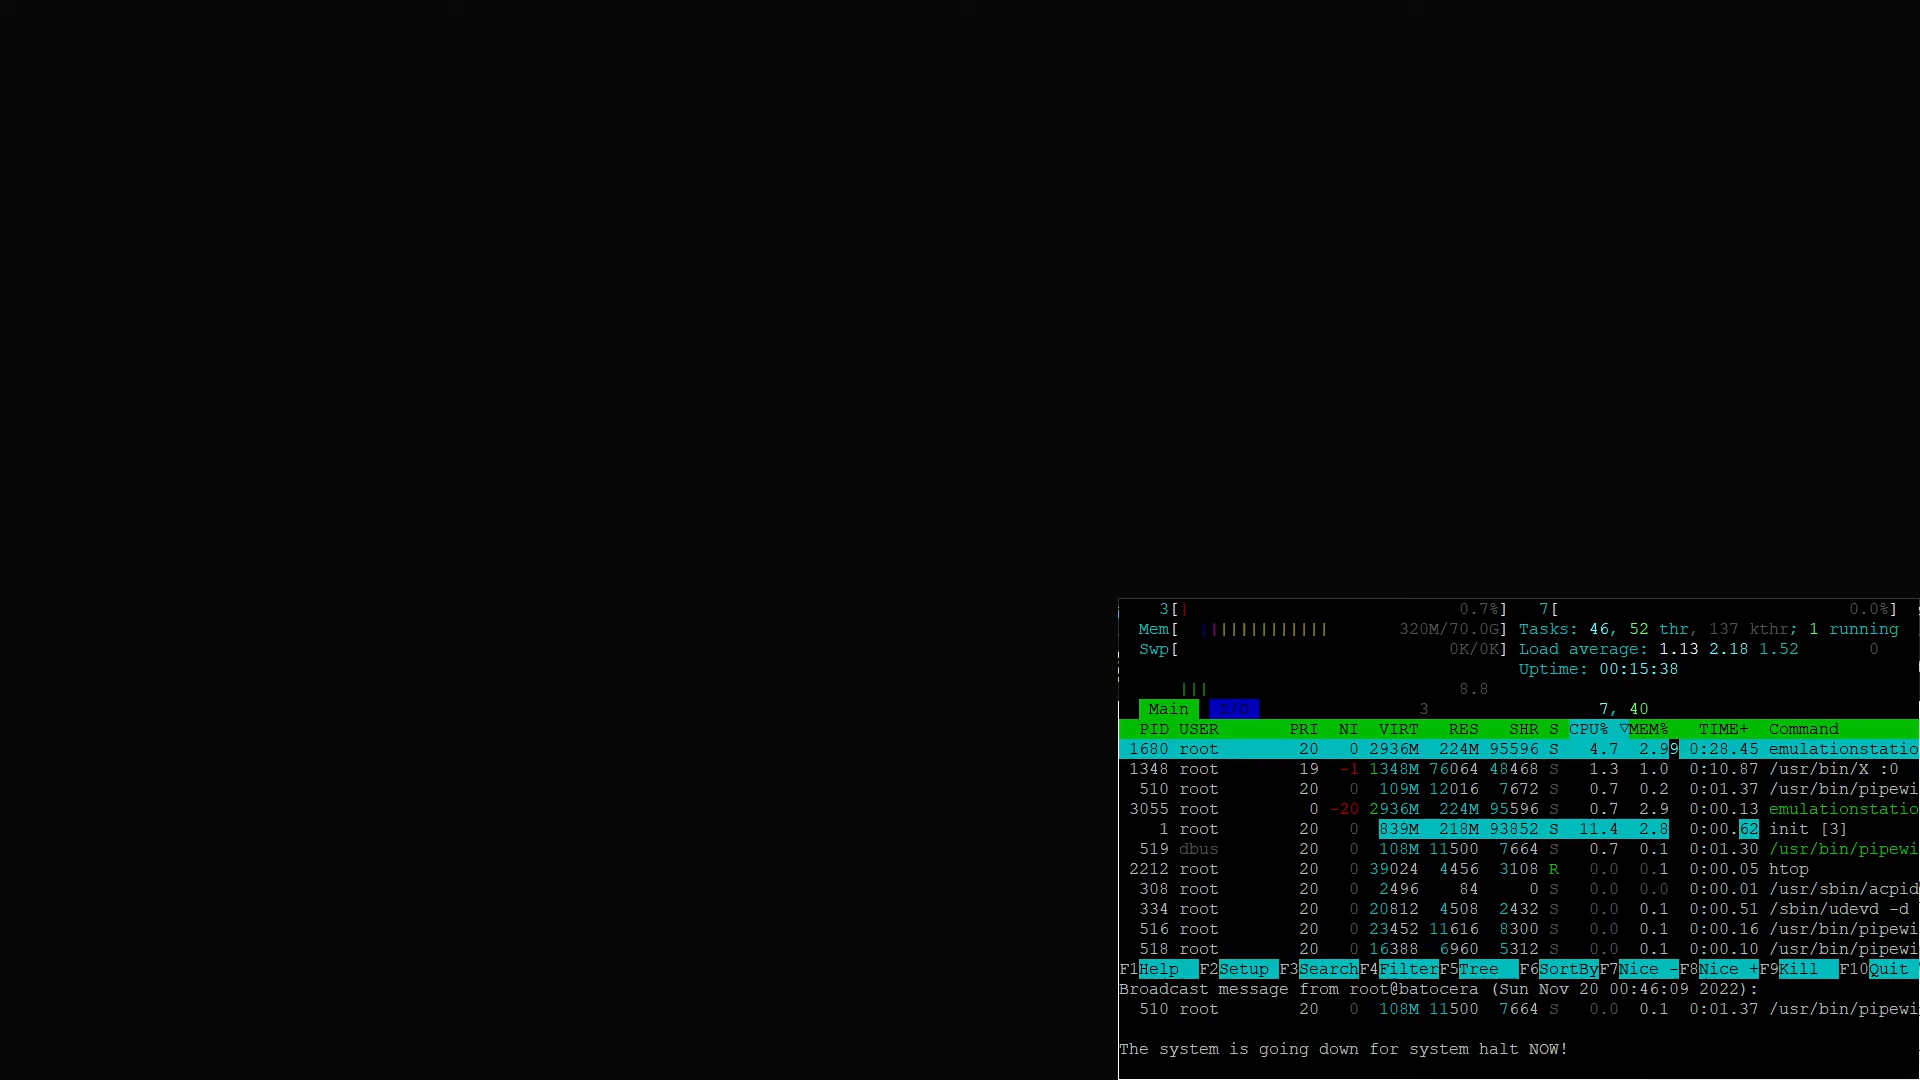 3[| 0.7%] 7[ 0.0%]
Mem[ ||||||||||||| 320M/70.0G] Tasks: 46, 52 thr, 137 kthr; 1 running
Swp[ 0K/0K] Load average: 1.13 2.18 1.52 0
Uptime: 00:15:38
||| 8.8
Main I/O 3 7, 40
PID USER PRI NI VIRT RES SHR S CPU% ▽MEM% TIME+ Command
1680 root 20 0 2936M 224M 95596 S 4.7 2.99 0:28.45 emulationstatio
1348 root 19 -1 1348M 76064 48468 S 1.3 1.0 0:10.87 /usr/bin/X :0
510 root 20 0 109M 12016 7672 S 0.7 0.2 0:01.37 /usr/bin/pipewi
3055 root 0 -20 2936M 224M 95596 S 0.7 2.9 0:00.13 emulationstatio
1 root 20 0 839M 218M 93852 S 11.4 2.8 0:00.62 init [3]
519 dbus 20 0 108M 11500 7664 S 0.7 0.1 0:01.30 /usr/bin/pipewi
2212 root 20 0 39024 4456 3108 R 0.0 0.1 0:00.05 htop
308 root 20 0 2496 84 0 S 0.0 0.0 0:00.01 /usr/sbin/acpid
334 root 20 0 20812 4508 2432 S 0.0 0.1 0:00.51 /sbin/udevd -d
516 root 20 0 23452 11616 8300 S 0.0 0.1 0:00.16 /usr/bin/pipewi
518 root 20 0 16388 6960 5312 S 0.0 0.1 0:00.10 /usr/bin/pipewi
F1Help F2Setup F3SearchF4FilterF5Tree F6SortByF7Nice -F8Nice +F9Kill F10Quit
Broadcast message from root@batocera (Sun Nov 20 00:46:09 2022):
510 root 20 0 108M 11500 7664 S 0.0 0.1 0:01.37 /usr/bin/pipewi
The system is going down for system halt NOW!